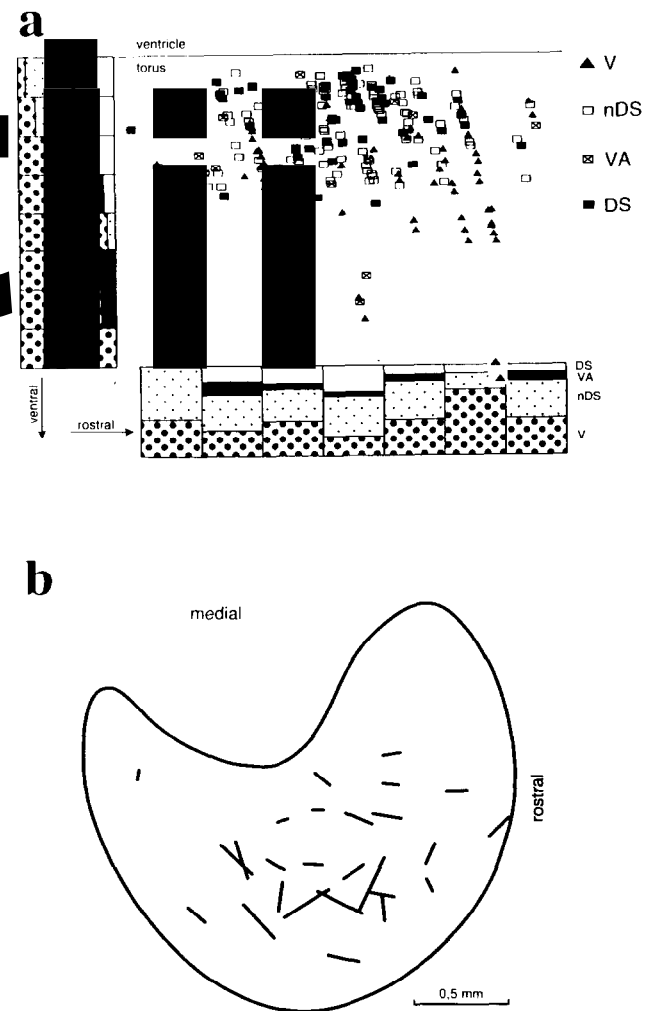 a
ventricle
torus
V
nDS
VA
DS
DS
VA
nDS
V
ventral
rostral
b
medial
rostral
0,5 mm